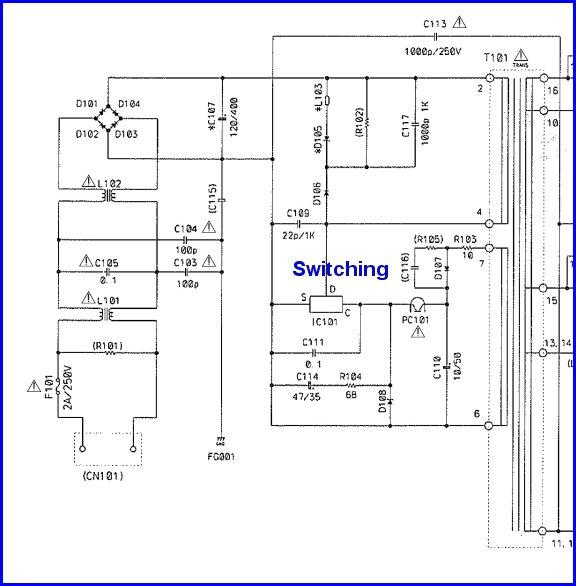 C113
1000p/250V
T101
TRANS
D101
D104
D102
D103
*C107
120/400
*L103
*D105
(R102)
C117
1000p 1K
2
16
10
L102
(C115)
D106
C109
22p/1K
4
C104
100p
C105
0.1
C103
100p
Switching
(R105)
R103
10
7
(C116)
D107
15
L101
S
D
C
IC101
PC101
(R101)
C111
0.1
13, 14
(L
F101
2A/250V
C114
47/35
R104
68
D108
C110
10/50
6
(CN101)
FG001
11, 1